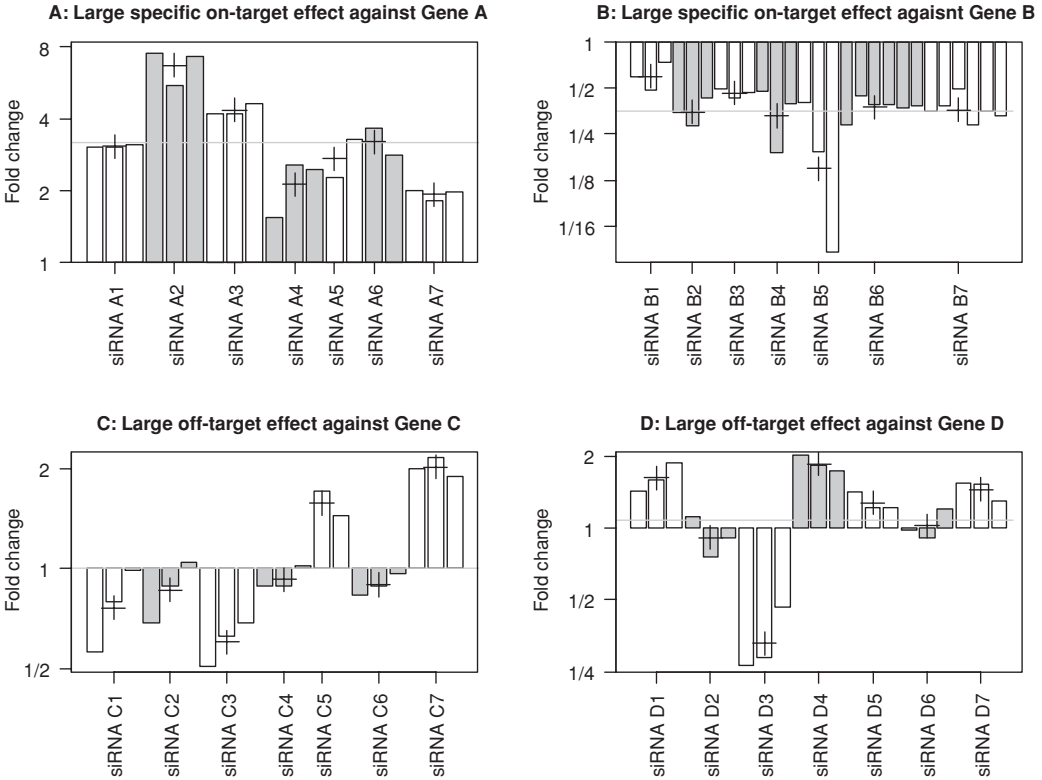 A: Large specific on-target effect against Gene A
Fold change
8
4
2
1
siRNA A1
siRNA A2
siRNA A3
siRNA A4
siRNA A5
siRNA A6
siRNA A7
B: Large specific on-target effect agaisnt Gene B
Fold change
1
1/2
1/4
1/8
1/16
siRNA B1
siRNA B2
siRNA B3
siRNA B4
siRNA B5
siRNA B6
siRNA B7
C: Large off-target effect against Gene C
Fold change
2
1
1/2
siRNA C1
siRNA C2
siRNA C3
siRNA C4
siRNA C5
siRNA C6
siRNA C7
D: Large off-target effect against Gene D
Fold change
2
1
1/2
1/4
siRNA D1
siRNA D2
siRNA D3
siRNA D4
siRNA D5
siRNA D6
siRNA D7